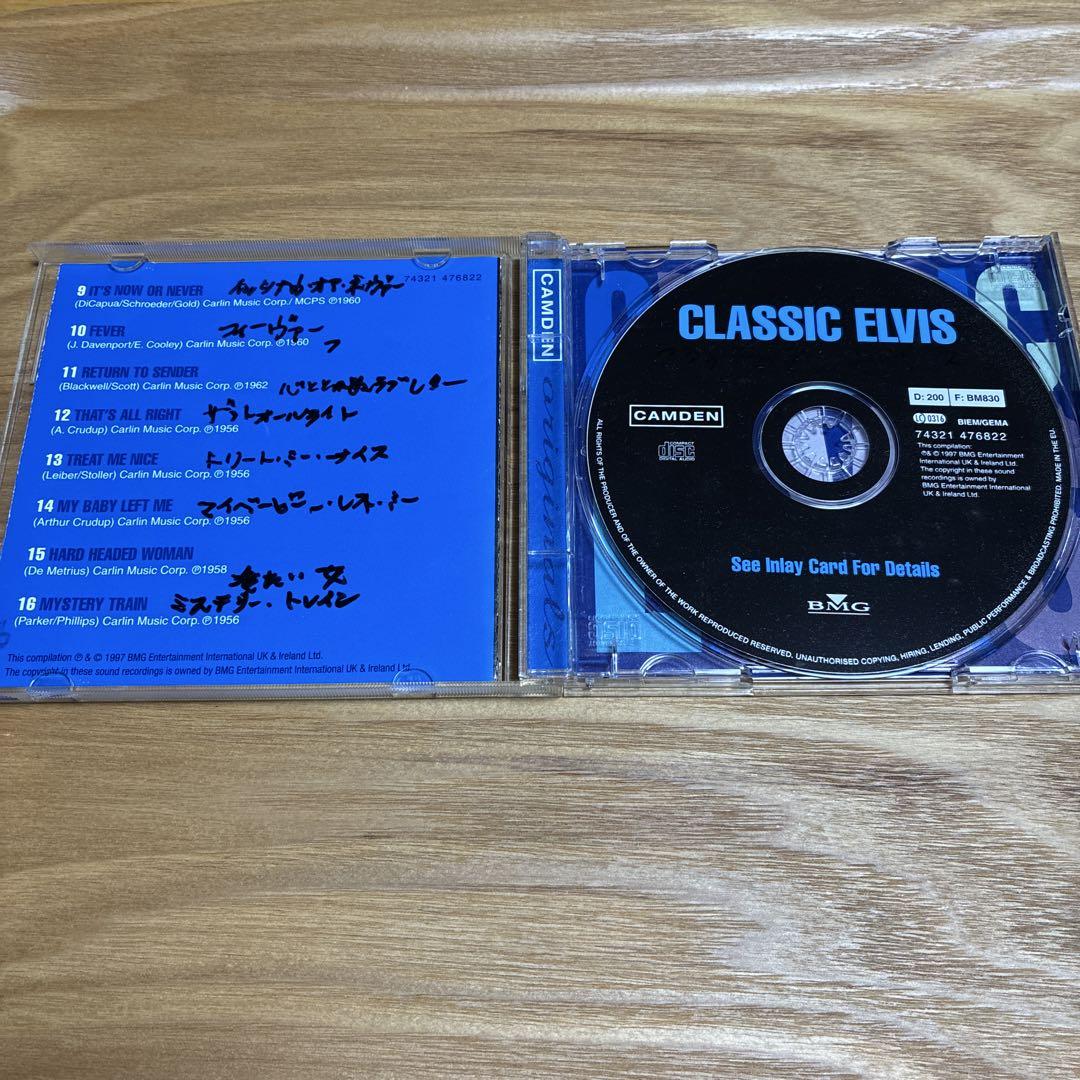 74321 476822
9 IT'S NOW OR NEVER イッツナウオアネヴァー
(DiCapua/Schroeder/Gold) Carlin Music Corp./ MCPS ℗1960
10 FEVER フィーヴァー
(J. Davenport/E. Cooley) Carlin Music Corp. ℗1960
11 RETURN TO SENDER
(Blackwell/Scott) Carlin Music Corp. ℗1962
12 THAT'S ALL RIGHT ザッツオールライト
(A. Crudup) Carlin Music Corp. ℗1956
13 TREAT ME NICE トリート・ミー・ナイス
(Leiber/Stoller) Carlin Music Corp. ℗1956
14 MY BABY LEFT ME マイベービー・レフト・ミー
(Arthur Crudup) Carlin Music Corp. ℗1956
15 HARD HEADED WOMAN
(De Metrius) Carlin Music Corp. ℗1958
冷たい女
16 MYSTERY TRAIN ミステリー・トレイン
(Parker/Phillips) Carlin Music Corp. ℗1956
This compilation ℗ & © 1997 BMG Entertainment International UK & Ireland Ltd.
The copyright in these sound recordings is owned by BMG Entertainment International UK & Ireland Ltd.
CAMDEN
originals
CLASSIC ELVIS
CAMDEN
COMPACT
disc
DIGITAL AUDIO
D: 200 F: BM830
LC 0316 BIEM/GEMA
74321 476822
This compilation:
℗& © 1997 BMG Entertainment
International UK & Ireland Ltd.
The copyright in these sound
recordings is owned by
BMG Entertainment International
UK & Ireland Ltd.
See Inlay Card For Details
BMG
ALL RIGHTS OF THE PRODUCER AND OF THE OWNER OF THE WORK REPRODUCED RESERVED. UNAUTHORISED COPYING, HIRING, LENDING, PUBLIC PERFORMANCE & BROADCASTING PROHIBITED. MADE IN THE EU.